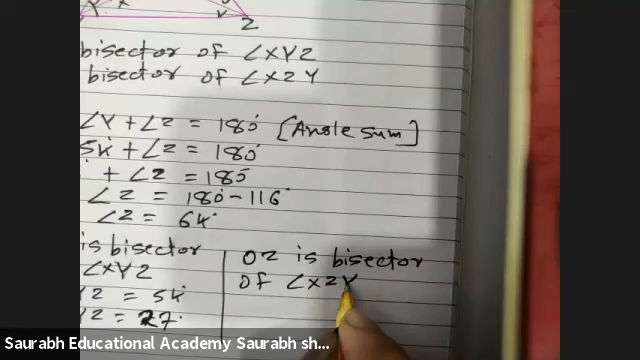 Y x v
Z
bisector of ∠XYZ
bisector of ∠XZY
∠Y + ∠Z = 180° [Angle sum]
54° + ∠Z = 180°
+ ∠Z = 180°
∠Z = 180° - 116°
∠Z = 64°
is bisector
∠XYZ
YZ = 54°
YZ = 27°
OZ is bisector
of ∠XZY
Saurabh Educational Academy Saurabh sh...